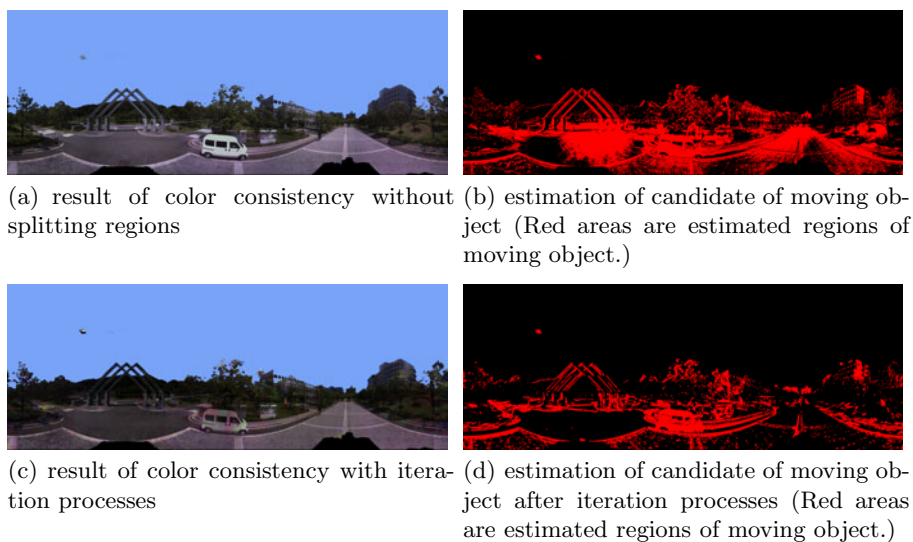 (a) result of color consistency without
splitting regions
(b) estimation of candidate of moving ob-
ject (Red areas are estimated regions of
moving object.)
(c) result of color consistency with itera-
tion processes
(d) estimation of candidate of moving ob-
ject after iteration processes (Red areas
are estimated regions of moving object.)